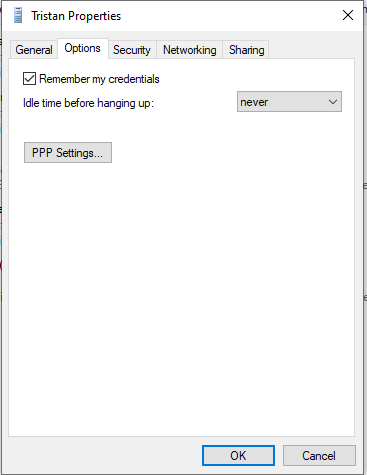 Tristan Properties
General Options Security Networking Sharing
Remember my credentials
Idle time before hanging up: never
PPP Settings...
OK Cancel